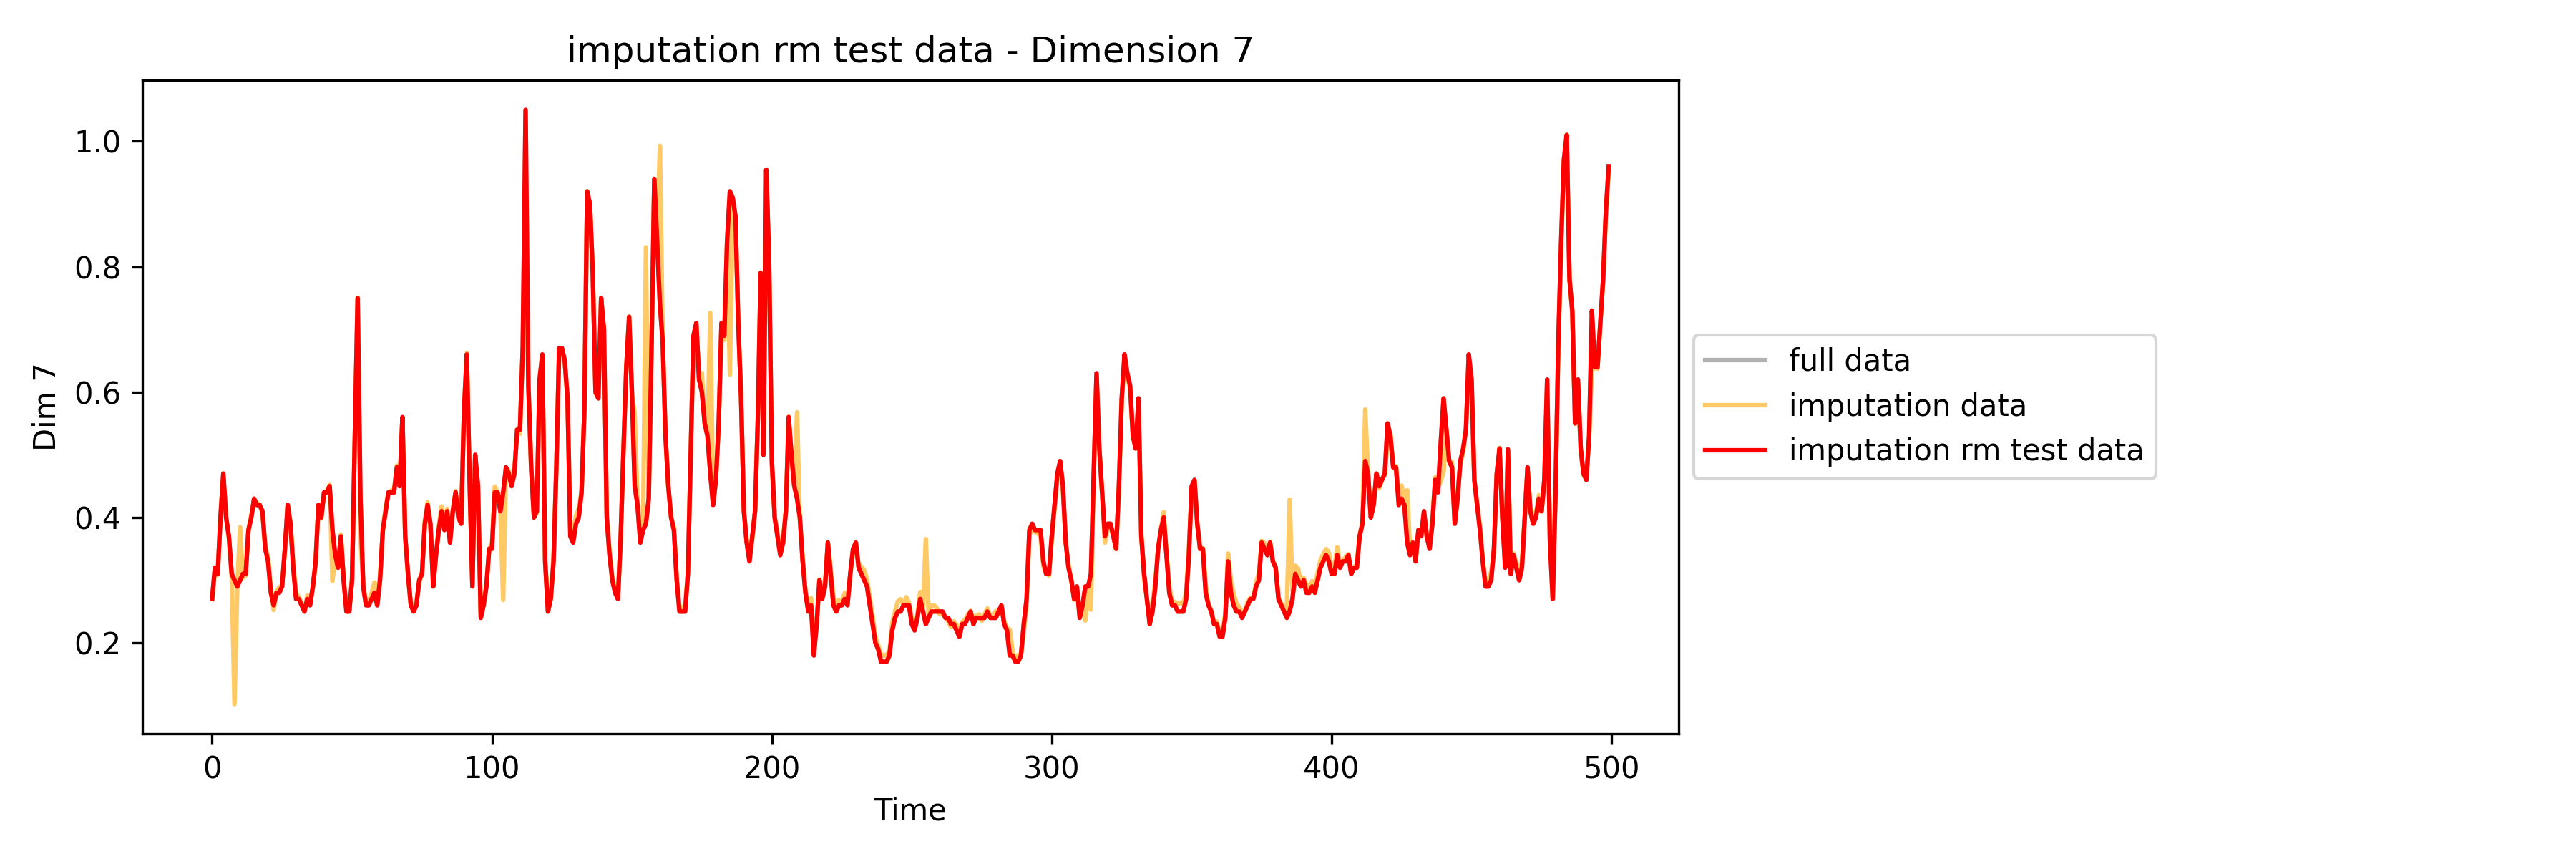 imputation rm test data - Dimension 7
1.0
0.8
0.6
0.4
0.2
Dim 7
0 100 200 300 400 500
Time
full data
imputation data
imputation rm test data